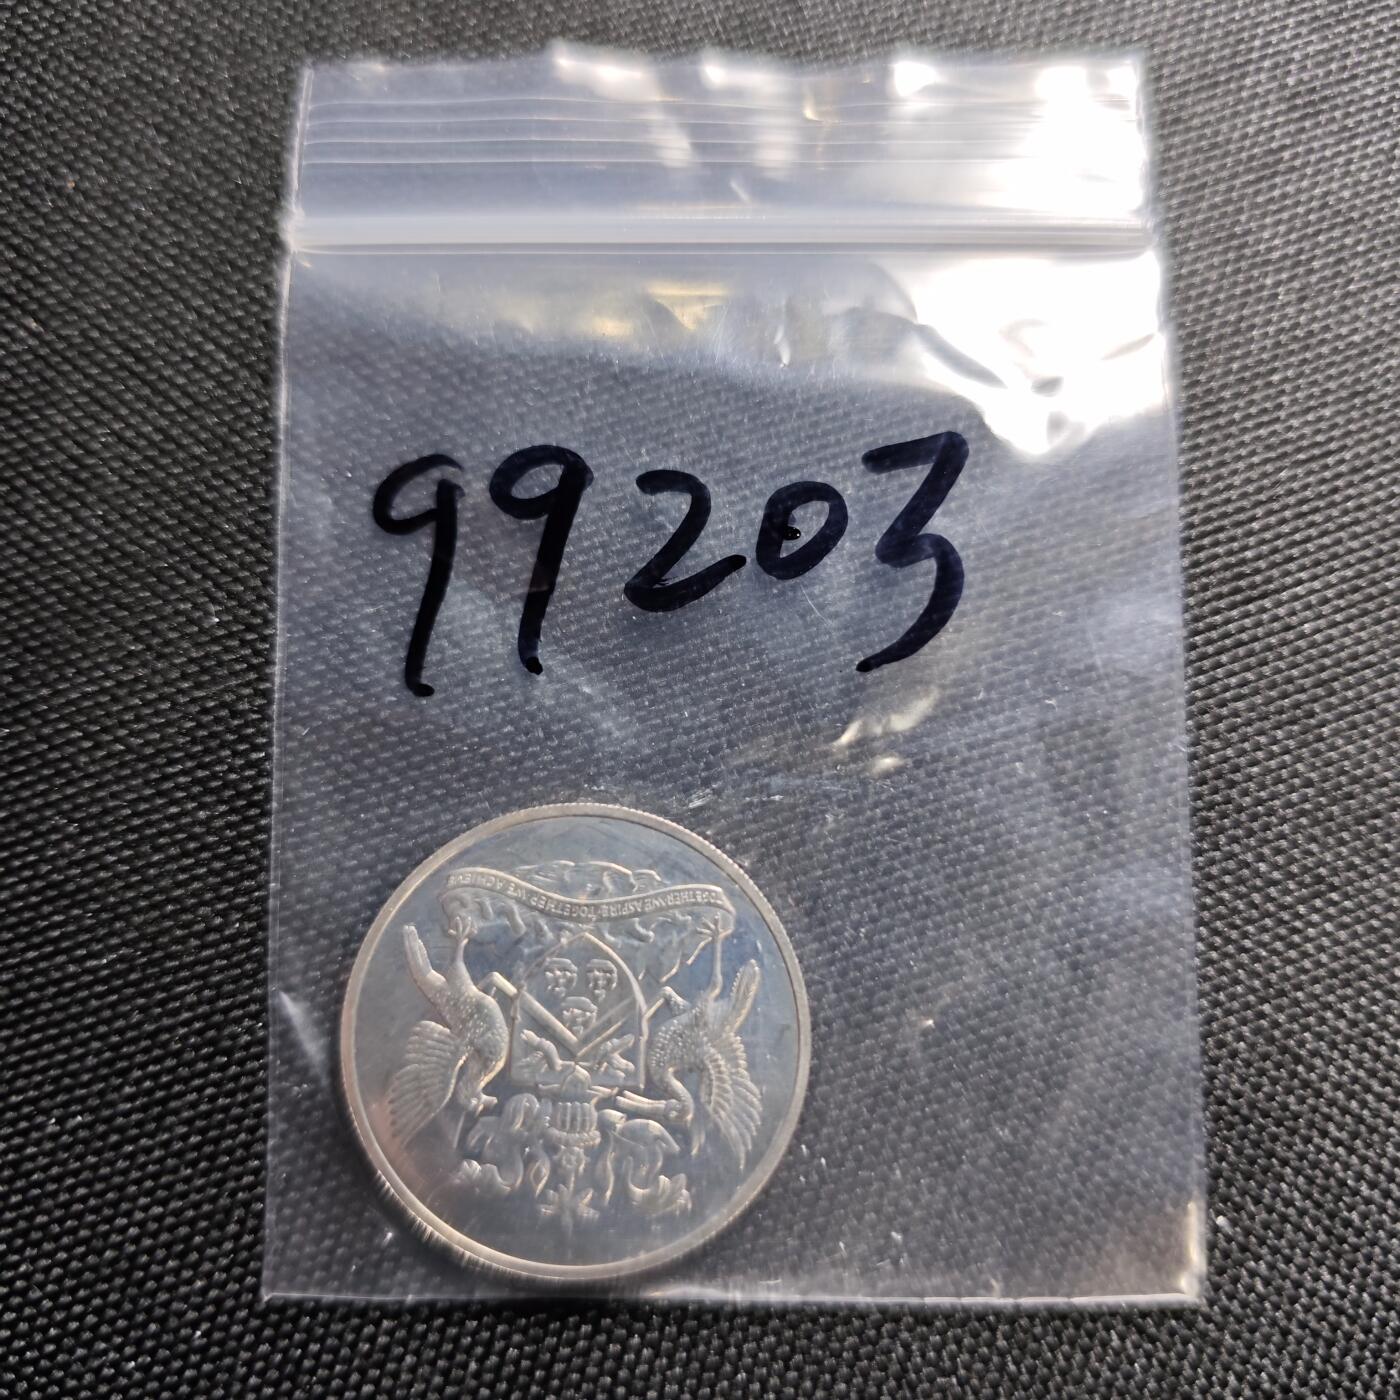 99203
TOGETHER WE ASPIRE TOGETHER WE ACHIEVE